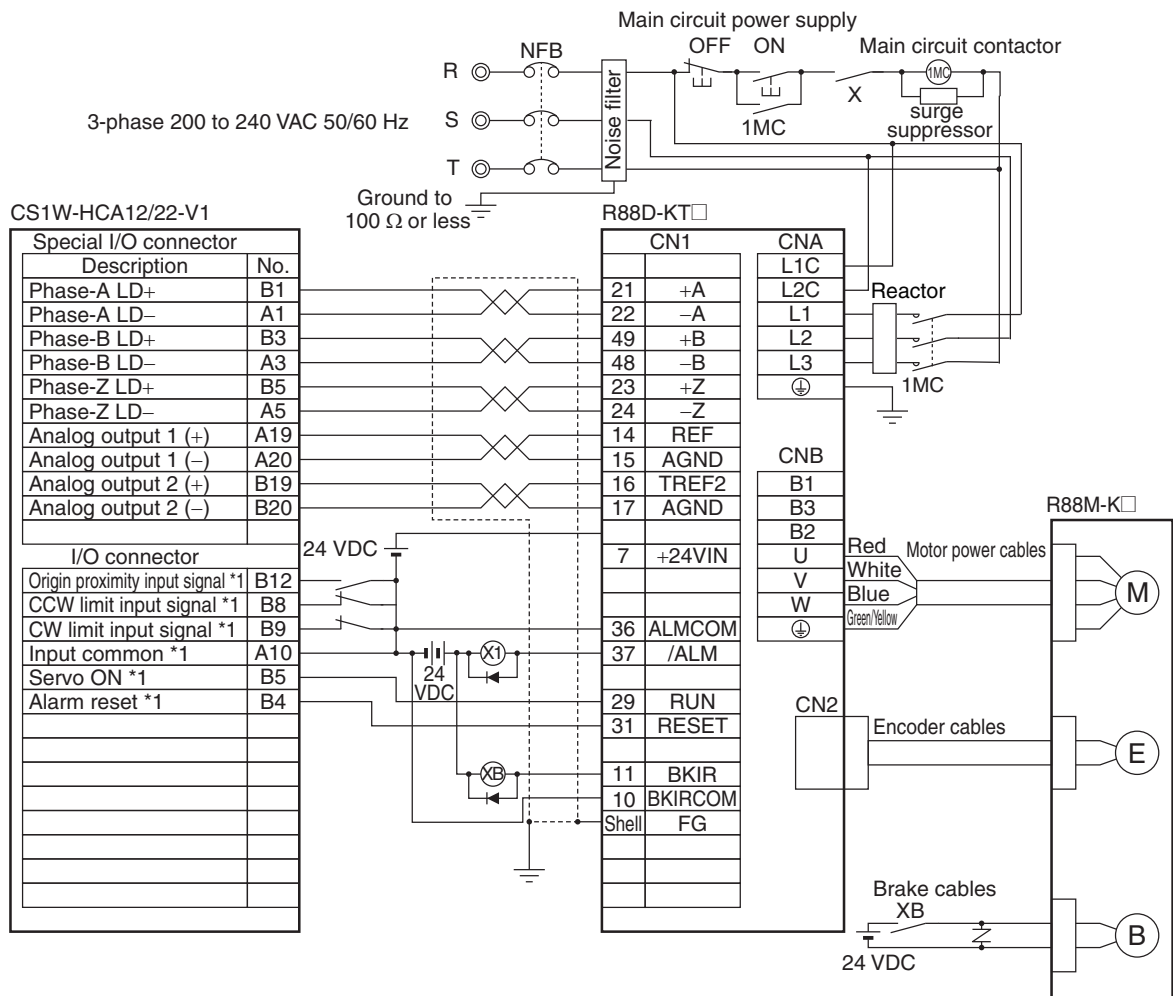 Main circuit power supply
NFB OFF ON Main circuit contactor
R 1MC
X
surge suppressor
1MC
3-phase 200 to 240 VAC 50/60 Hz S
Noise filter
T
Ground to
100 Ω or less
CS1W-HCA12/22-V1 R88D-KT□
Special I/O connector CN1 CNA
Description No. L1C
Phase-A LD+ B1 21 +A L2C Reactor
Phase-A LD− A1 22 −A L1
Phase-B LD+ B3 49 +B L2
Phase-B LD− A3 48 −B L3
Phase-Z LD+ B5 23 +Z 1MC
Phase-Z LD− A5 24 −Z
Analog output 1 (+) A19 14 REF
Analog output 1 (−) A20 15 AGND CNB
Analog output 2 (+) B19 16 TREF2 B1
Analog output 2 (−) B20 17 AGND B3 R88M-K□
B2
I/O connector 24 VDC 7 +24VIN U Red Motor power cables
Origin proximity input signal *1 B12 V White M
CCW limit input signal *1 B8 W Blue
CW limit input signal *1 B9 36 ALMCOM Green/Yellow
Input common *1 A10 X1 37 /ALM
24 VDC
Servo ON *1 B5 29 RUN CN2
Alarm reset *1 B4 31 RESET Encoder cables
E
XB 11 BKIR
10 BKIRCOM
Shell FG
Brake cables
XB
B
24 VDC